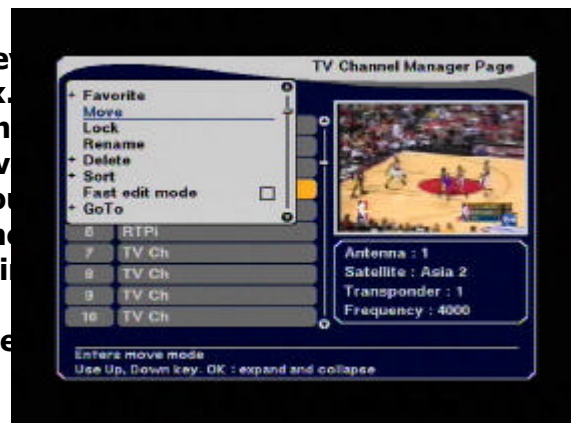 TV Channel Manager Page
+ Favorite
Move
Lock
Rename
+ Delete
+ Sort
Fast edit mode
+ GoTo
6 RTPi
7 TV Ch
8 TV Ch
9 TV Ch
10 TV Ch
Antenna : 1
Satellite : Asia 2
Transponder : 1
Frequency : 4000
Enters move mode
Use Up, Down key. OK : expand and collapse